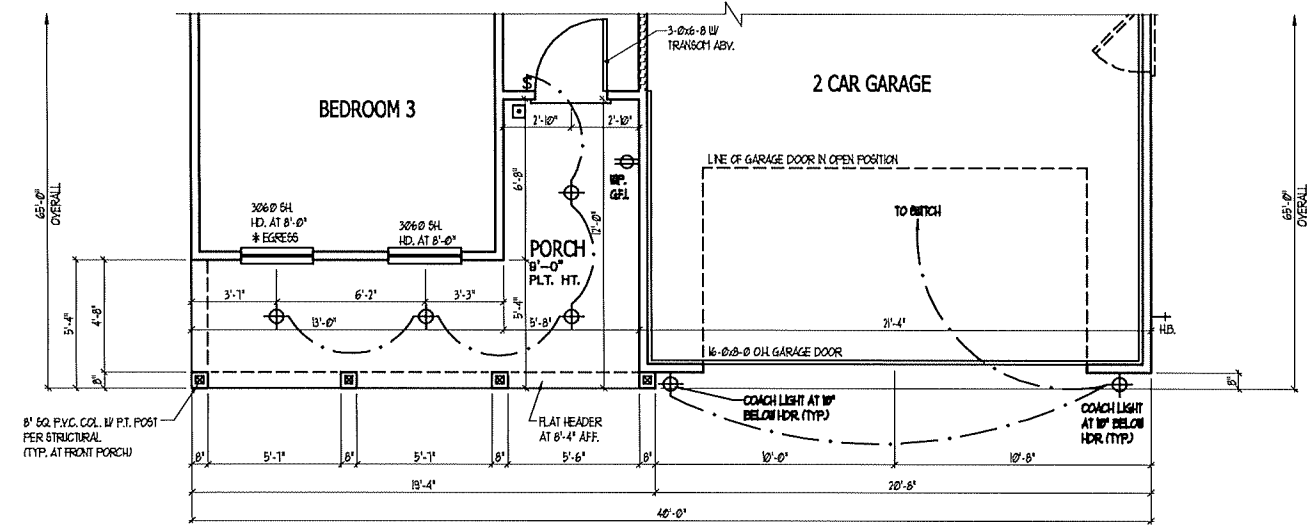 3-0x6-8 W/
TRANSOM ABV.
2 CAR GARAGE
BEDROOM 3
S
2'-10"
2'-10"
LINE OF GARAGE DOOR IN OPEN POSITION
W.P.
G.F.I.
6'-8"
12'-0"
65'-0"
OVERALL
65'-0"
OVERALL
3060 SH.
HD. AT 8'-0"
* EGRESS
3060 SH.
HD. AT 8'-0"
TO SWITCH
PORCH
9'-0"
PLT. HT.
3'-7"
6'-2"
3'-3"
5'-4"
4'-8"
8"
5'-4"
13'-0"
5'-8"
21'-4"
H.B.
16-0x8-0 O.H. GARAGE DOOR
8"
8" SQ. P.V.C. COL. W/ P.T. POST
PER STRUCTURAL
(TYP. AT FRONT PORCH)
FLAT HEADER
AT 8'-4" A.F.F.
COACH LIGHT AT 10"
BELOW HDR. (TYP.)
COACH LIGHT
AT 10" BELOW
HDR. (TYP.)
8"
5'-7"
8"
5'-7"
8"
5'-6"
8"
10'-0"
10'-8"
19'-4"
20'-8"
40'-0"